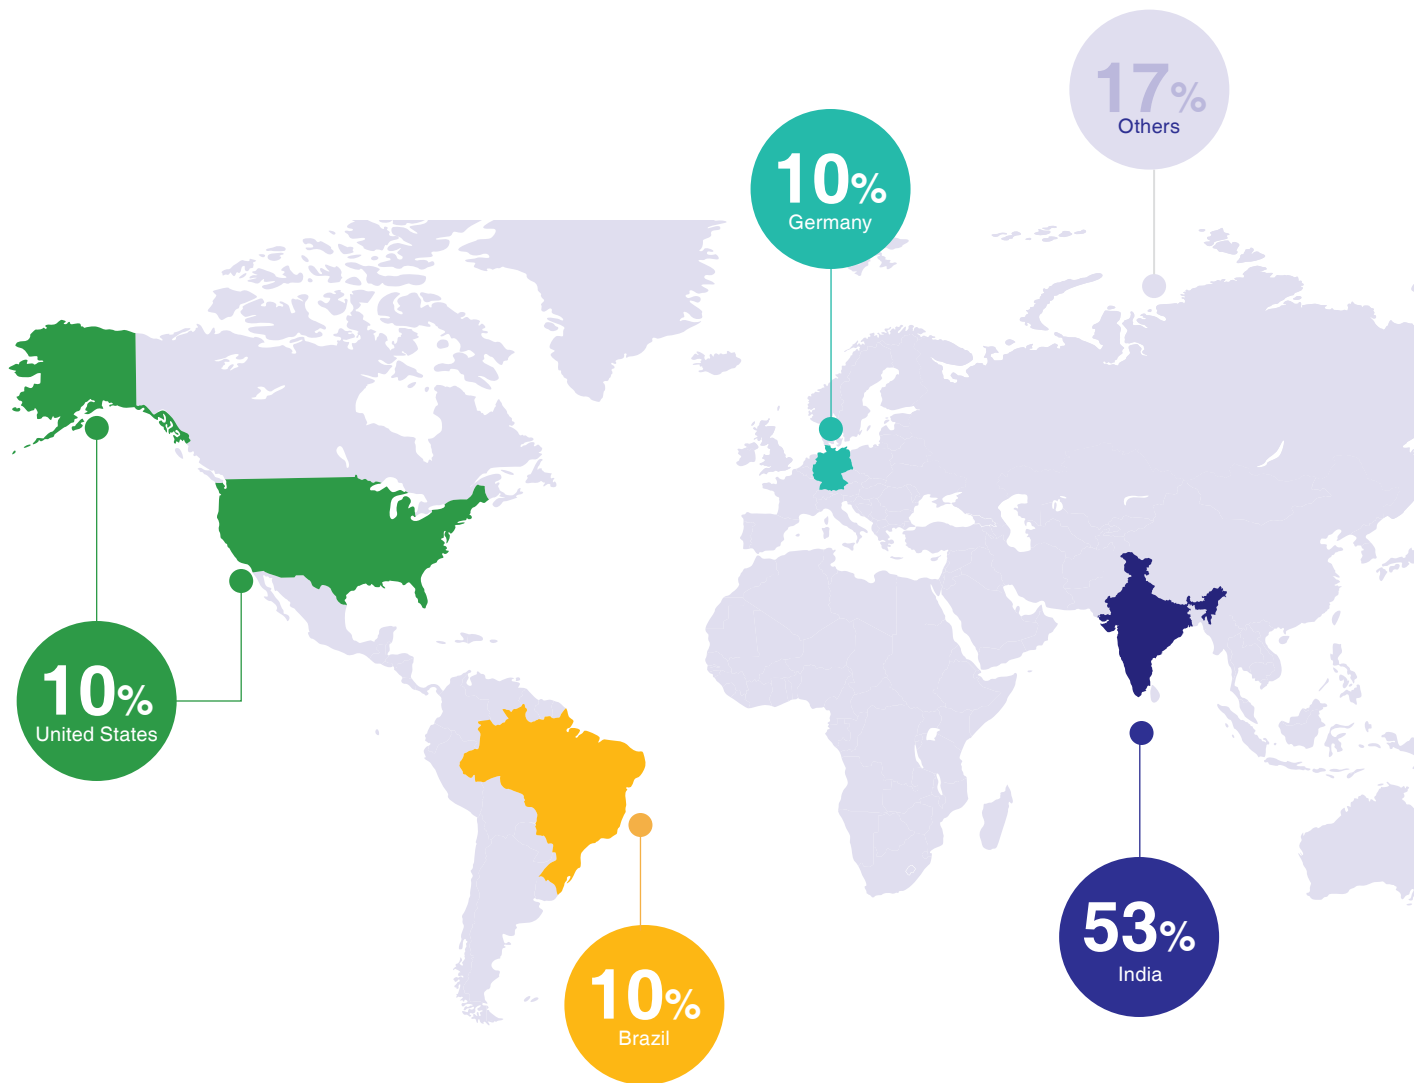 17%
Others
10%
Germany
10%
United States
10%
Brazil
53%
India